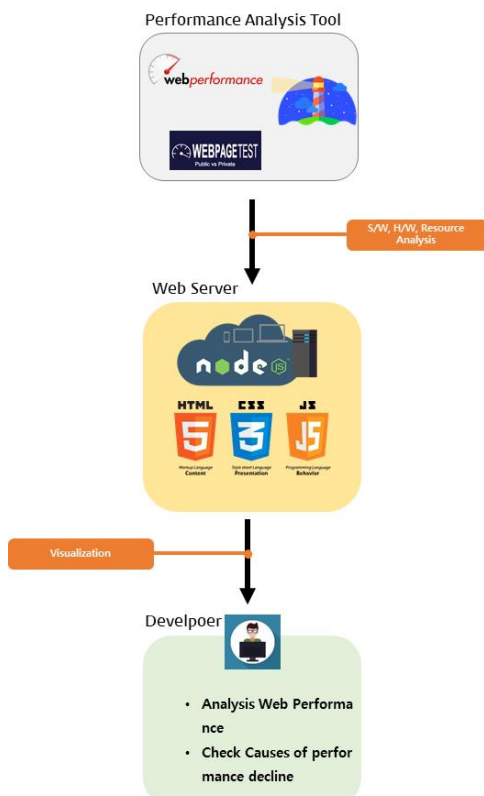 Performance Analysis Tool
webperformance
WEBPAGETEST
Public vs Private
S/W, H/W, Resource
Analysis
Web Server
node JS
HTML CSS JS
5 3 JS
Markup Language Style sheet Language Programming Language
Content Presentation Behavior
Visualization
Develpoer
• Analysis Web Performa
nce
• Check Causes of perfor
mance decline